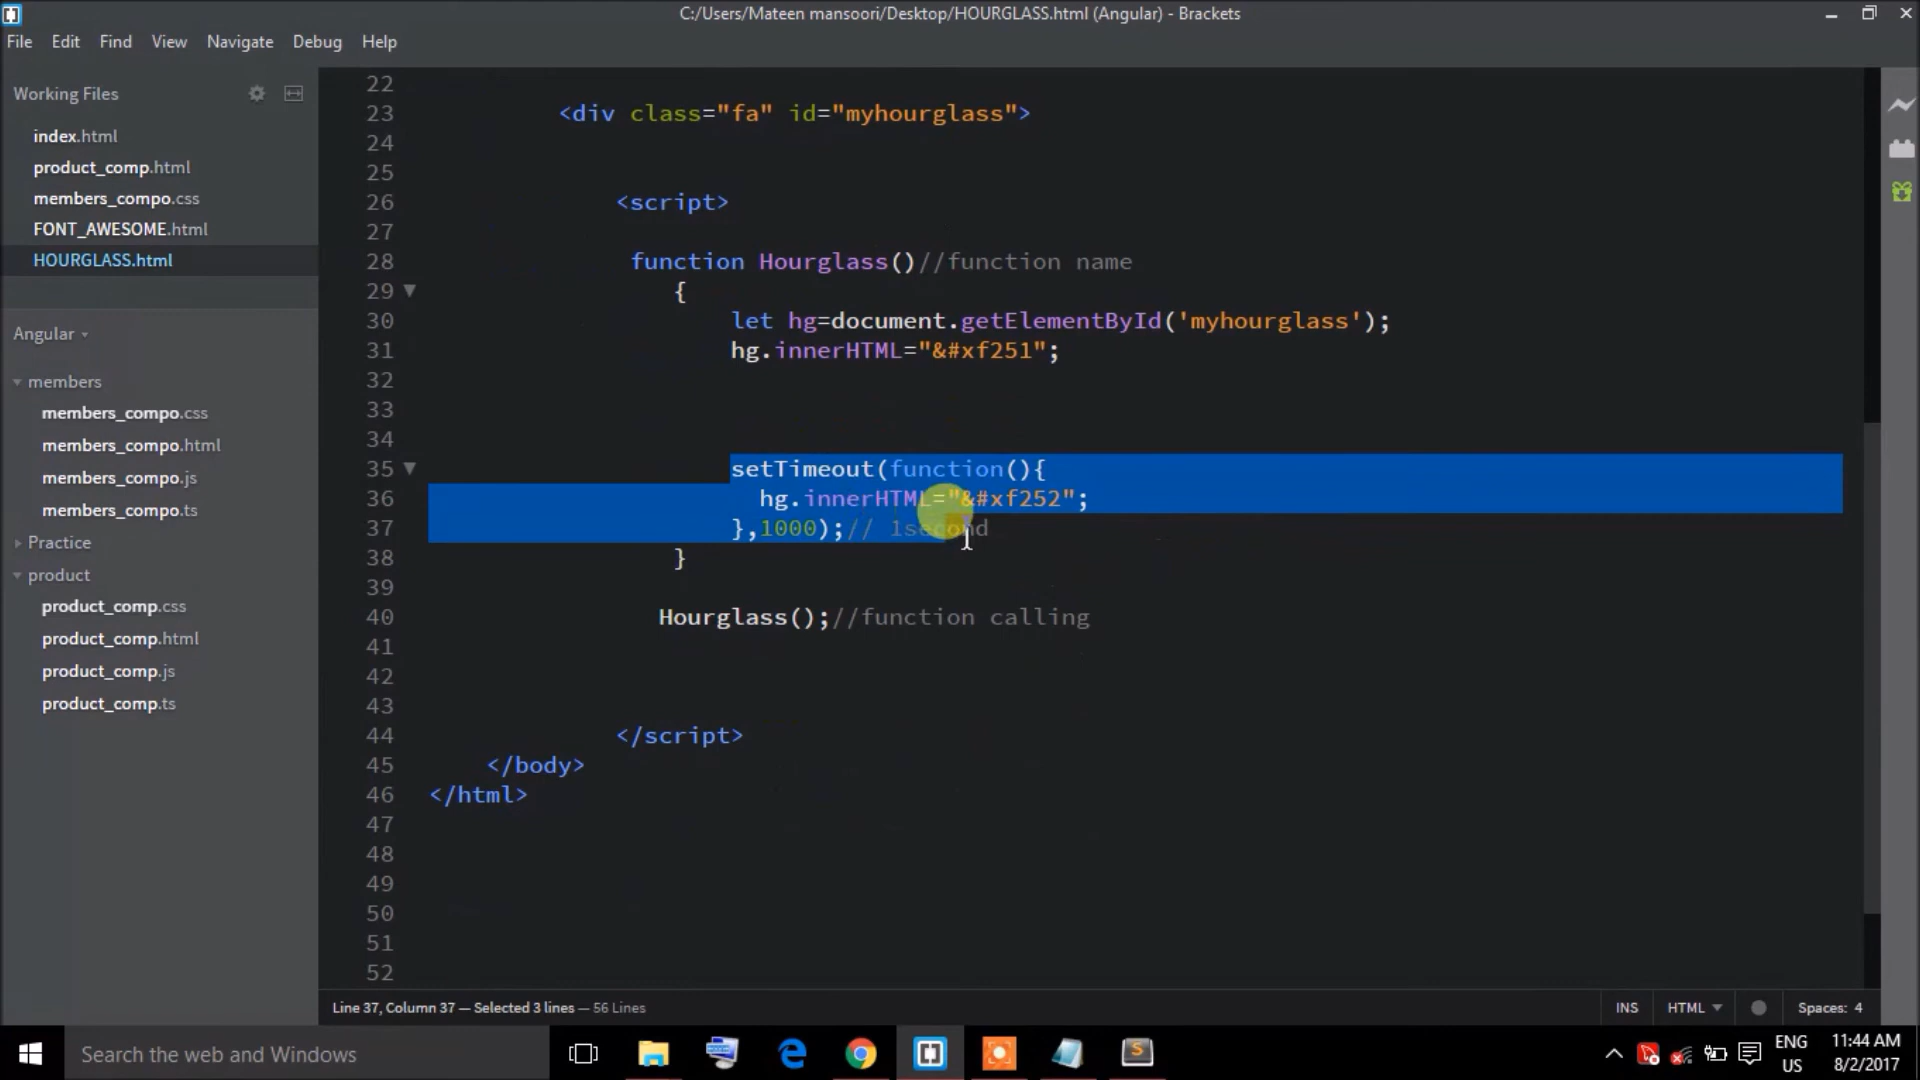 C:/Users/Mateen mansoori/Desktop/HOURGLASS.html (Angular) - Brackets
File Edit Find View Navigate Debug Help
Working Files
index.html
product_comp.html
members_compo.css
FONT_AWESOME.html
HOURGLASS.html
Angular
members
members_compo.css
members_compo.html
members_compo.js
members_compo.ts
Practice
product
product_comp.css
product_comp.html
product_comp.js
product_comp.ts
22
23 <div class="fa" id="myhourglass">
24
25
26 <script>
27
28 function Hourglass()//function name
29 {
30 let hg=document.getElementById('myhourglass');
31 hg.innerHTML="&#xf251";
32
33
34
35 setTimeout(function(){
36 hg.innerHTML="&#xf252";
37 },1000);// 1second
38 }
39
40 Hourglass();//function calling
41
42
43
44 </script>
45 </body>
46 </html>
47
48
49
50
51
52
Line 37, Column 37 — Selected 3 lines — 56 Lines
INS HTML Spaces: 4
Search the web and Windows
ENG
US
11:44 AM
8/2/2017